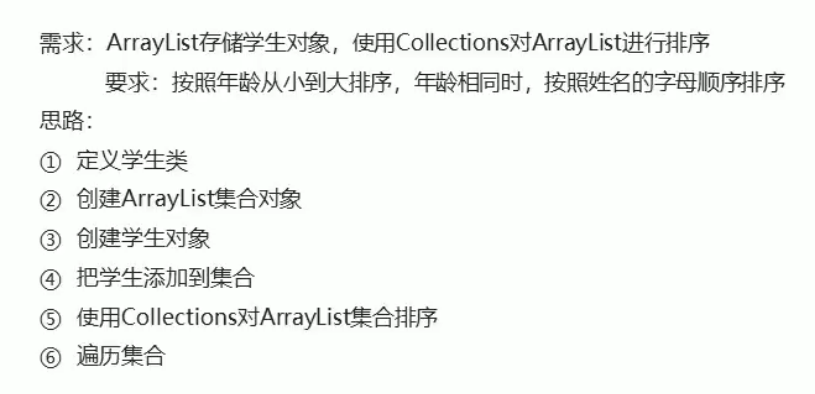 需求：ArrayList存储学生对象，使用Collections对ArrayList进行排序
要求：按照年龄从小到大排序，年龄相同时，按照姓名的字母顺序排序
思路：
① 定义学生类
② 创建ArrayList集合对象
③ 创建学生对象
④ 把学生添加到集合
⑤ 使用Collections对ArrayList集合排序
⑥ 遍历集合